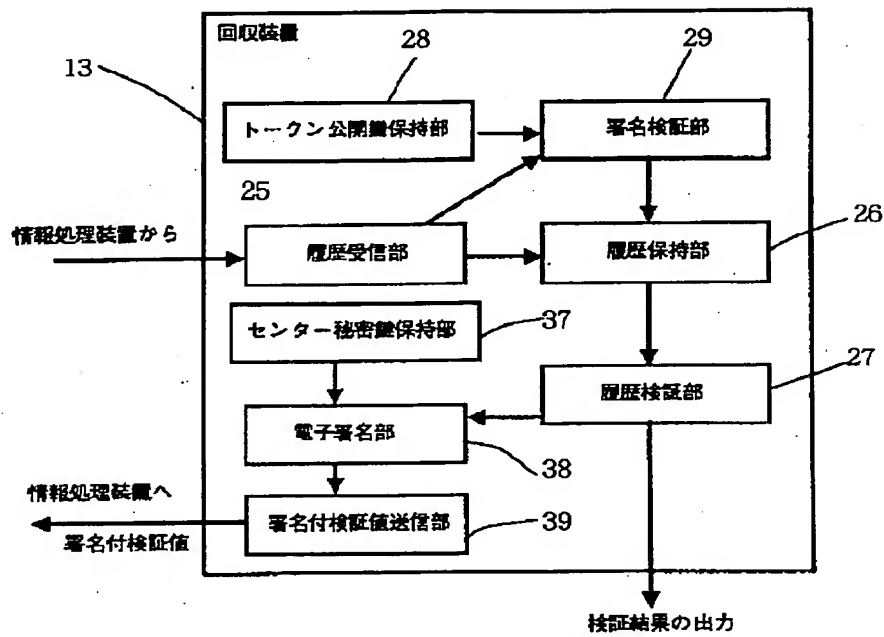 回収装置
28
29
13
トークン公開鍵保持部
署名検証部
25
情報処理装置から
履歴受信部
履歴保持部
26
センター秘密鍵保持部
37
履歴検証部
27
電子署名部
38
情報処理装置へ
署名付検証値送信部
39
署名付検証値
検証結果の出力